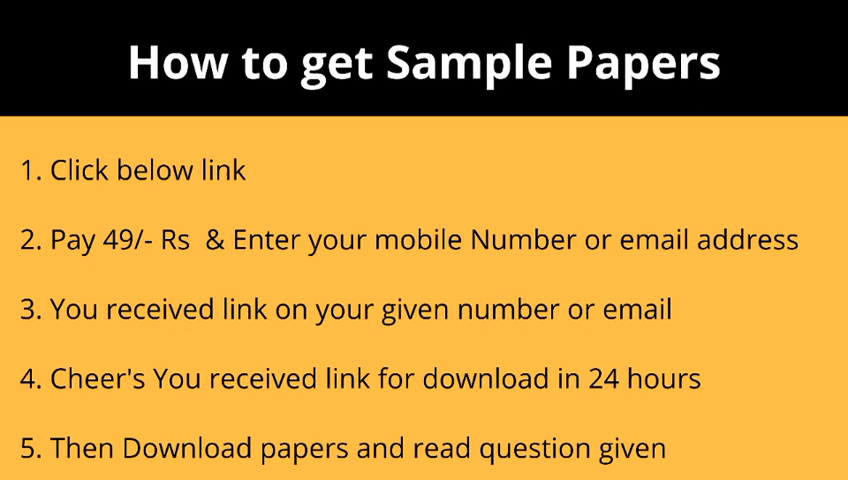 How to get Sample Papers
1. Click below link
2. Pay 49/- Rs & Enter your mobile Number or email address
3. You received link on your given number or email
4. Cheer's You received link for download in 24 hours
5. Then Download papers and read question given